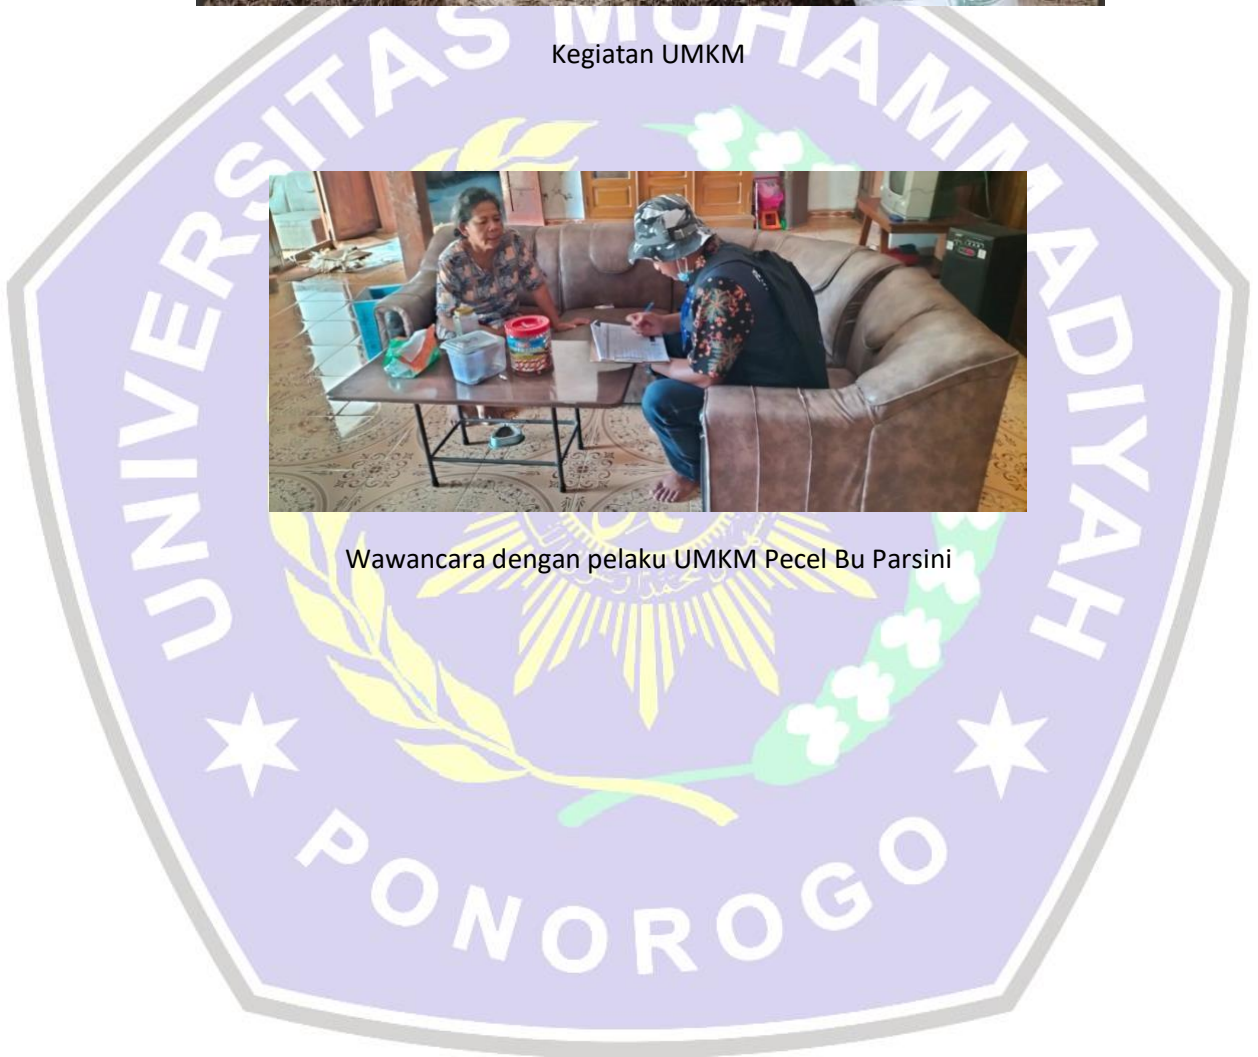 Kegiatan UMKM
Wawancara dengan pelaku UMKM Pecel Bu Parsini
UNIVERSITAS MUHAMMADIYAH
PONOROGO